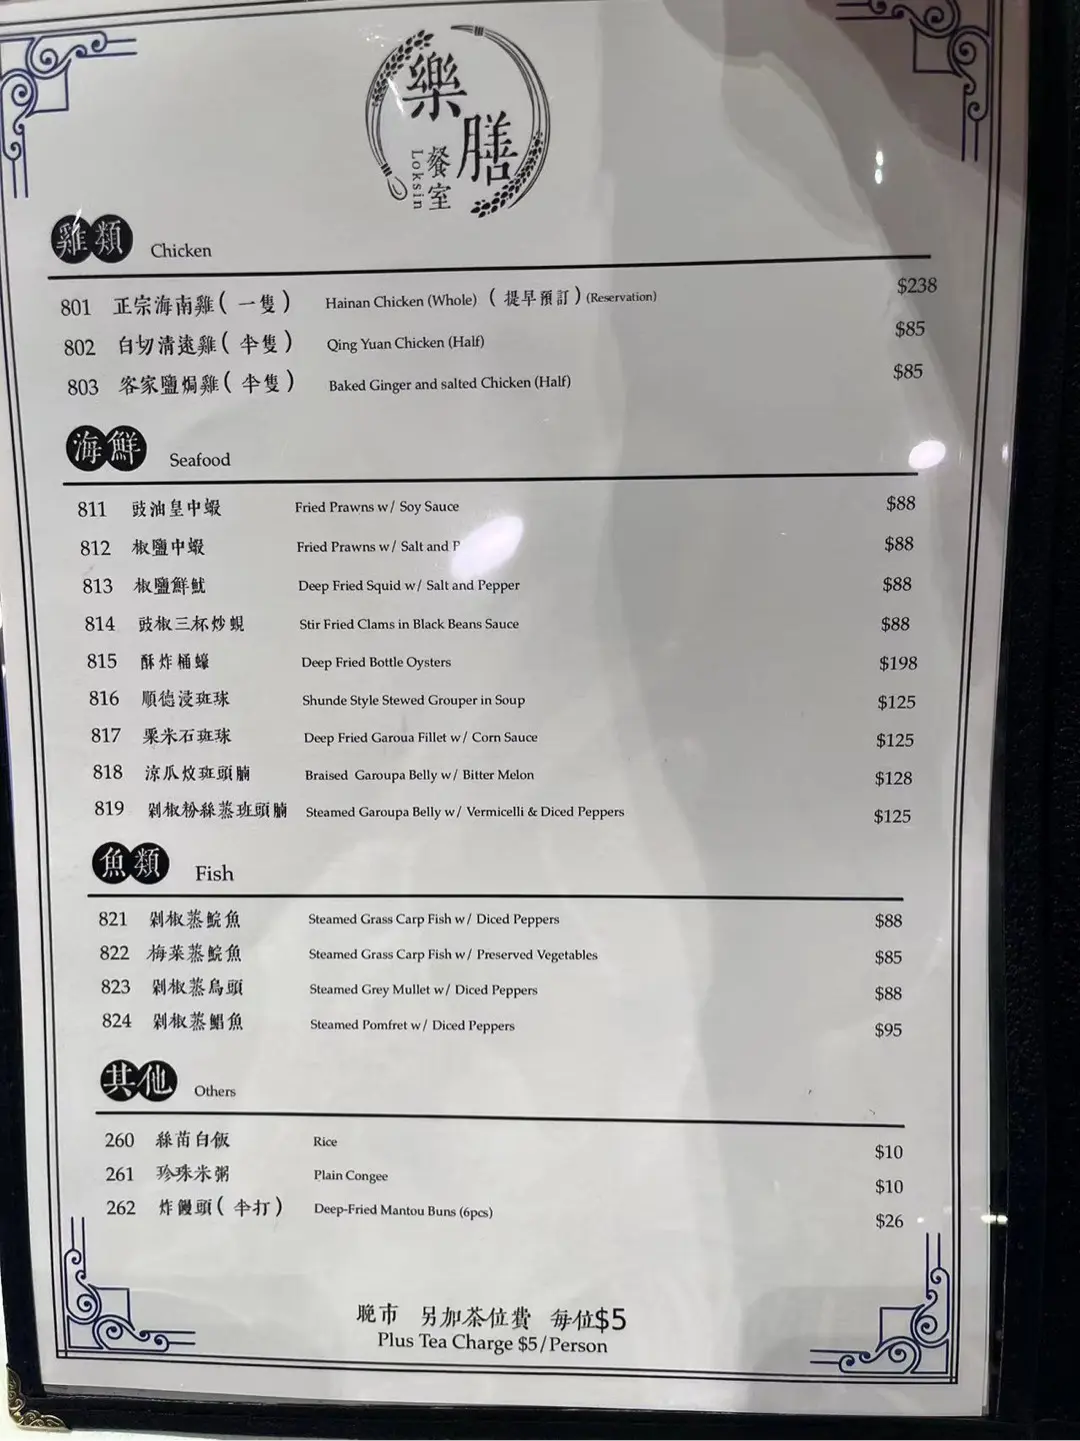 樂膳
餐室
Loksin
雞類 Chicken
801 正宗海南雞（一隻） Hainan Chicken (Whole) （提早預訂）(Reservation) $238
802 白切清遠雞（半隻） Qing Yuan Chicken (Half) $85
803 客家鹽焗雞（半隻） Baked Ginger and salted Chicken (Half) $85
海鮮 Seafood
811 豉油皇中蝦 Fried Prawns w/ Soy Sauce $88
812 椒鹽中蝦 Fried Prawns w/ Salt and $88
813 椒鹽鮮魷 Deep Fried Squid w/ Salt and Pepper $88
814 豉椒三杯炒蜆 Stir Fried Clams in Black Beans Sauce $88
815 酥炸桶蠔 Deep Fried Bottle Oysters $198
816 順德浸斑球 Shunde Style Stewed Grouper in Soup $125
817 粟米石斑球 Deep Fried Garoua Fillet w/ Corn Sauce $125
818 涼瓜炆斑頭腩 Braised Garoupa Belly w/ Bitter Melon $128
819 剁椒粉絲蒸班頭腩 Steamed Garoupa Belly w/ Vermicelli & Diced Peppers $125
魚類 Fish
821 剁椒蒸鯇魚 Steamed Grass Carp Fish w/ Diced Peppers $88
822 梅菜蒸鯇魚 Steamed Grass Carp Fish w/ Preserved Vegetables $85
823 剁椒蒸烏頭 Steamed Grey Mullet w/ Diced Peppers $88
824 剁椒蒸鯧魚 Steamed Pomfret w/ Diced Peppers $95
其他 Others
260 絲苗白飯 Rice $10
261 珍珠米粥 Plain Congee $10
262 炸饅頭（半打） Deep-Fried Mantou Buns (6pcs) $26
晚市 另加茶位費 每位$5
Plus Tea Charge $5/Person